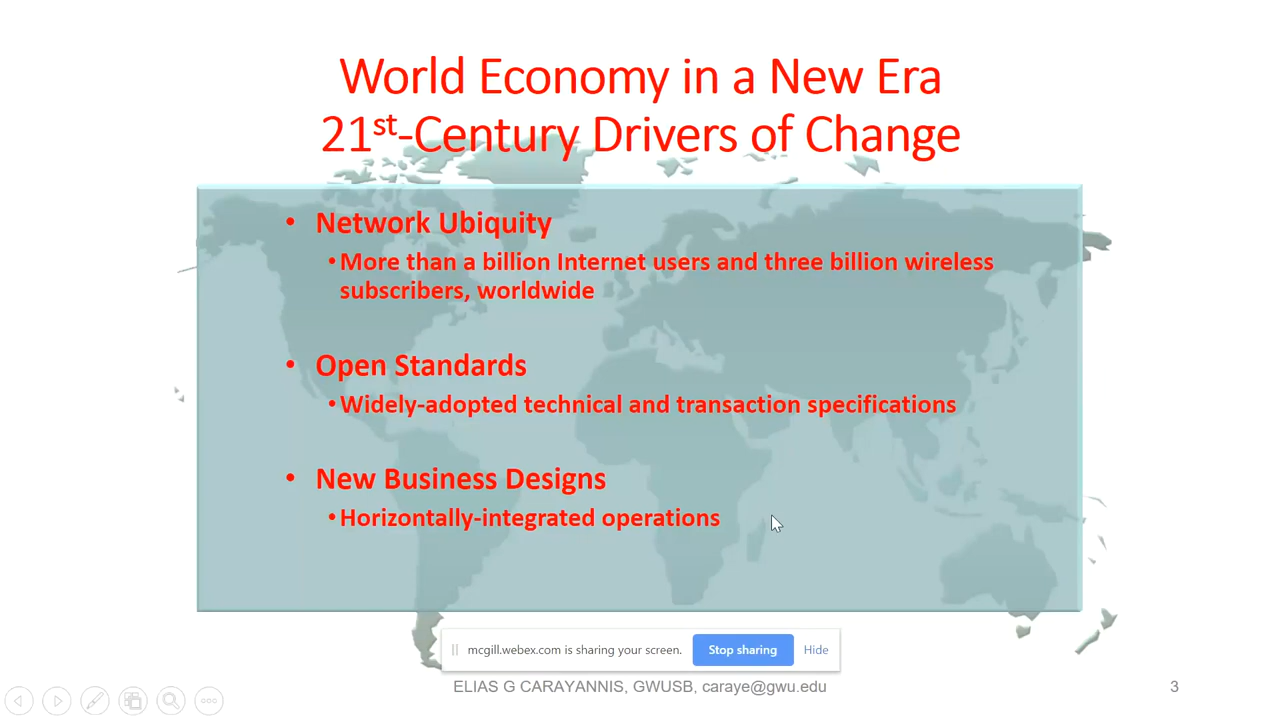 World Economy in a New Era
21st-Century Drivers of Change
• Network Ubiquity
•More than a billion Internet users and three billion wireless
subscribers, worldwide
• Open Standards
•Widely-adopted technical and transaction specifications
• New Business Designs
•Horizontally-integrated operations
mcgill.webex.com is sharing your screen. Stop sharing Hide
ELIAS G CARAYANNIS, GWUSB, caraye@gwu.edu 3